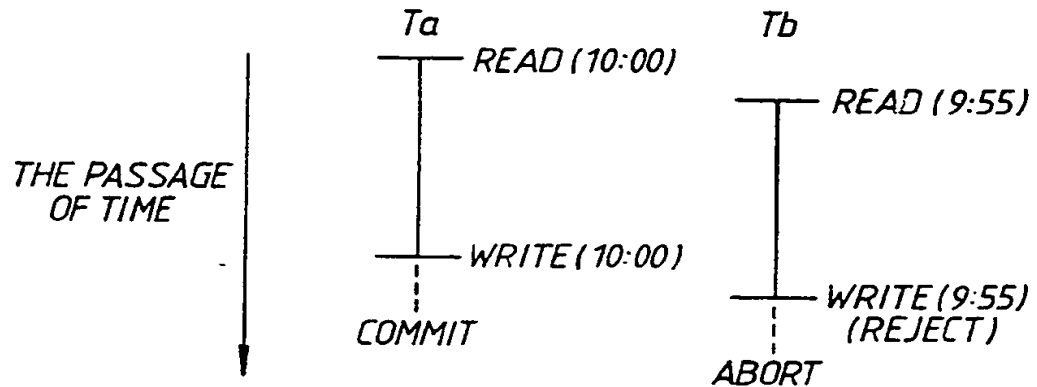 Ta
Tb
READ (10:00)
READ (9:55)
THE PASSAGE
OF TIME
WRITE (10:00)
WRITE (9:55)
(REJECT)
COMMIT
ABORT